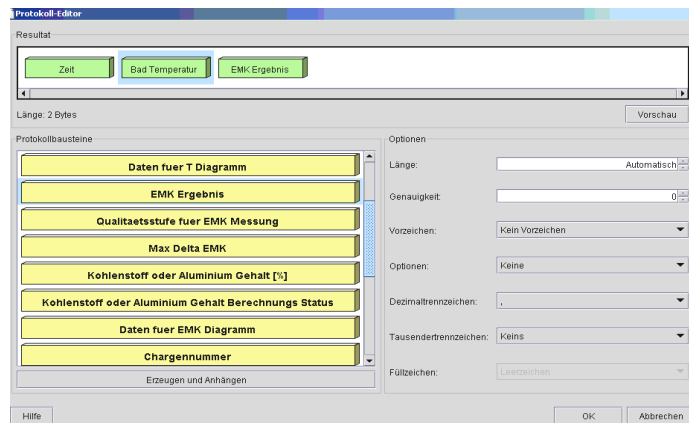 Protokoll-Editor
Resultat
Zeit
Bad Temperatur
EMK Ergebnis
Länge: 2 Bytes
Vorschau
Protokollbausteine
Daten fuer T Diagramm
EMK Ergebnis
Qualitaetsstufe fuer EMK Messung
Max Delta EMK
Kohlenstoff oder Aluminium Gehalt [%]
Kohlenstoff oder Aluminium Gehalt Berechnungs Status
Daten fuer EMK Diagramm
Chargennummer
Erzeugen und Anhängen
Optionen
Länge: Automatisch
Genauigkeit: 0
Vorzeichen: Kein Vorzeichen
Optionen: Keine
Dezimaltrennzeichen: ,
Tausendertrennzeichen: Keins
Füllzeichen: Leerzeichen
Hilfe
OK
Abbrechen